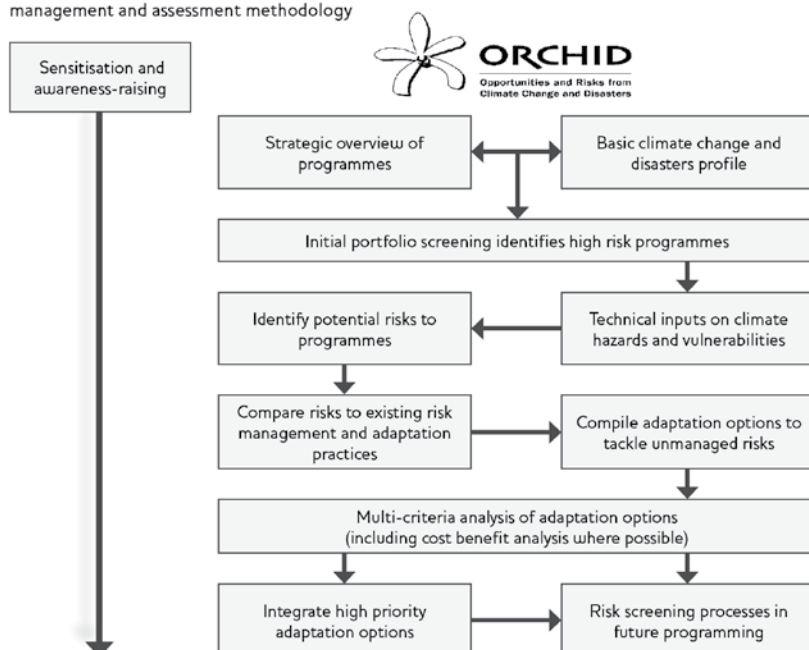 management and assessment methodology
ORCHID
Opportunities and Risks from
Climate Change and Disasters
Sensitisation and
awareness-raising
Strategic overview of
programmes
Basic climate change and
disasters profile
Initial portfolio screening identifies high risk programmes
Identify potential risks to
programmes
Technical inputs on climate
hazards and vulnerabilities
Compare risks to existing risk
management and adaptation
practices
Compile adaptation options to
tackle unmanaged risks
Multi-criteria analysis of adaptation options
(including cost benefit analysis where possible)
Integrate high priority
adaptation options
Risk screening processes in
future programming